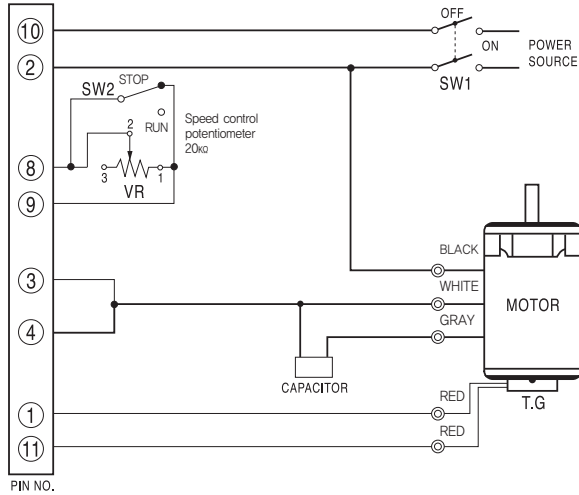 OFF
10
ON
POWER
SOURCE
2
SW1
STOP
SW2
RUN
Speed control
potentiometer
20KΩ
2
8
3
1
VR
9
BLACK
3
WHITE
MOTOR
4
GRAY
CAPACITOR
RED
T.G
1
RED
11
PIN NO.